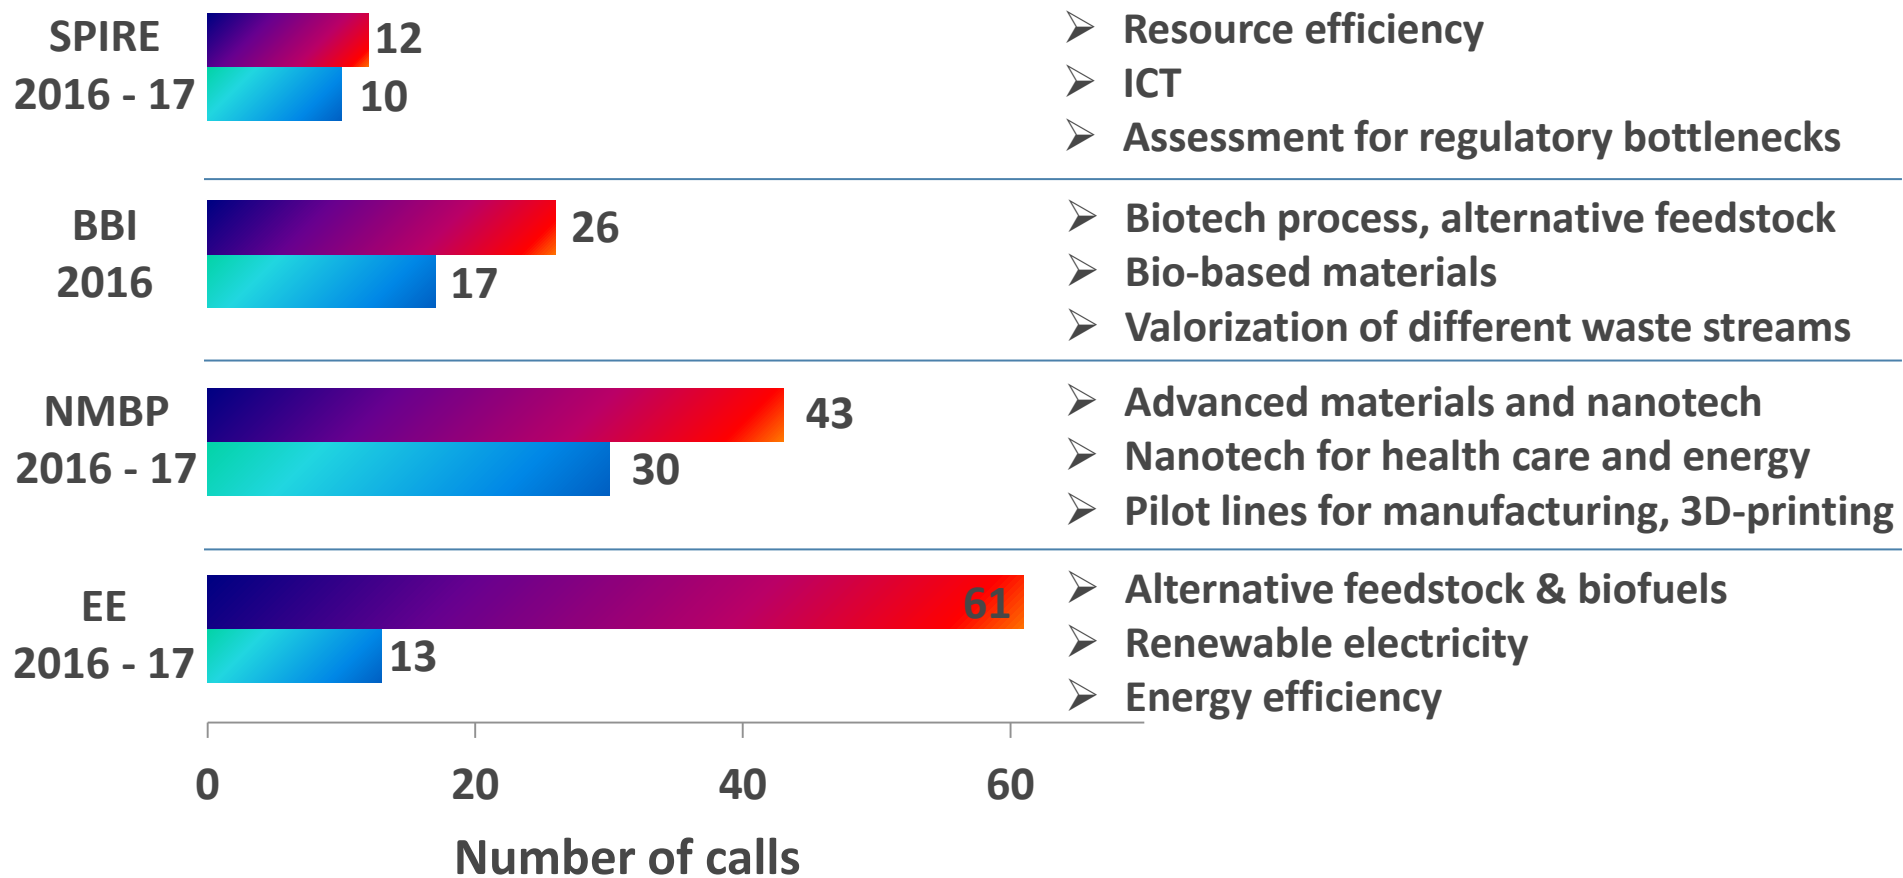 SPIRE
2016 - 17
12
10
Resource efficiency
ICT
Assessment for regulatory bottlenecks
BBI
2016
26
17
Biotech process, alternative feedstock
Bio-based materials
Valorization of different waste streams
NMBP
2016 - 17
43
30
Advanced materials and nanotech
Nanotech for health care and energy
Pilot lines for manufacturing, 3D-printing
EE
2016 - 17
61
13
Alternative feedstock & biofuels
Renewable electricity
Energy efficiency
0 20 40 60
Number of calls